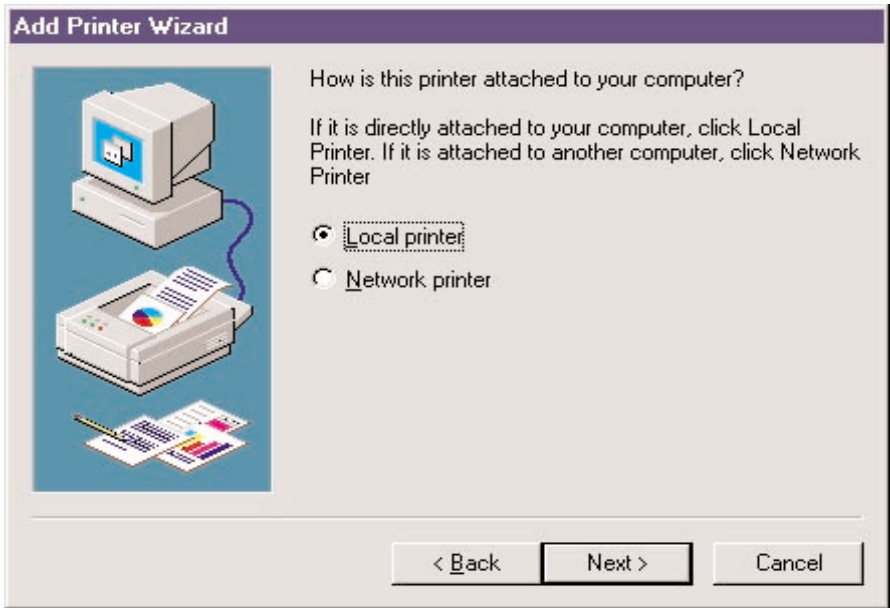 Add Printer Wizard
How is this printer attached to your computer?
If it is directly attached to your computer, click Local
Printer. If it is attached to another computer, click Network
Printer
Local printer
Network printer
< Back
Next >
Cancel